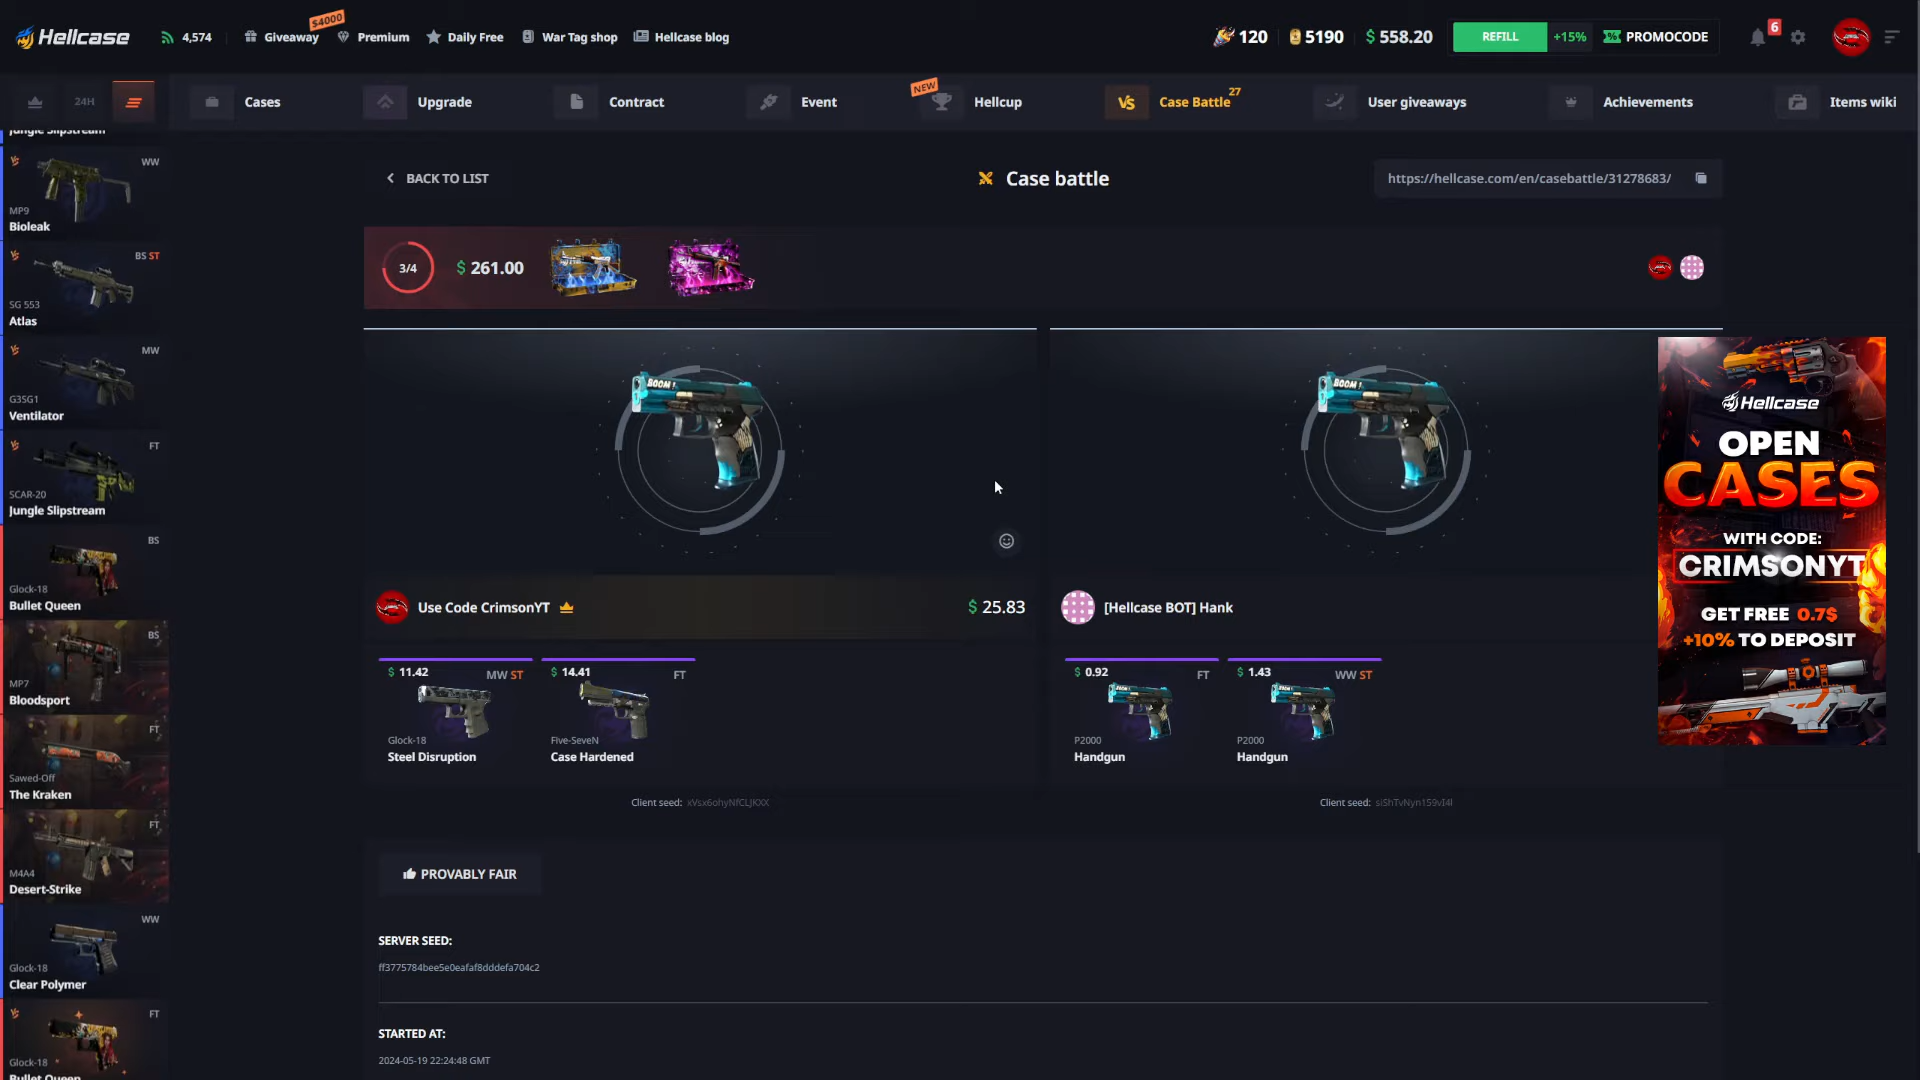 Hellcase
4,574
Giveaway
$4000
Premium
Daily Free
War Tag shop
Hellcase blog
120
5190
$ 558.20
REFILL
+15%
PROMOCODE
6
24H
Cases
Upgrade
Contract
Event
NEW
Hellcup
VS
Case Battle
27
User giveaways
Achievements
Items wiki
Jungle Slipstream
WW
MP9
Bioleak
BS ST
SG 553
Atlas
MW
G3SG1
Ventilator
FT
SCAR-20
Jungle Slipstream
BS
Glock-18
Bullet Queen
BS
MP7
Bloodsport
FT
Sawed-Off
The Kraken
FT
M4A4
Desert-Strike
WW
Glock-18
Clear Polymer
FT
Glock-18
Bullet Queen
BACK TO LIST
Case battle
https://hellcase.com/en/casebattle/31278683/
3/4
$ 261.00
BOOM !
BOOM !
Use Code CrimsonYT
$ 25.83
[Hellcase BOT] Hank
$ 11.42
MW ST
Glock-18
Steel Disruption
$ 14.41
FT
Five-SeveN
Case Hardened
$ 0.92
FT
P2000
Handgun
$ 1.43
WW ST
P2000
Handgun
Client seed: xVsx6ohyNfCLJKXX
Client seed:
PROVABLY FAIR
SERVER SEED:
ff3775784bee5e0eafaf8dddefa704c2
STARTED AT:
2024-05-19 22:24:48 GMT
Hellcase
OPEN
CASES
WITH CODE:
CRIMSONYT
GET FREE 0.7$
+10% TO DEPOSIT